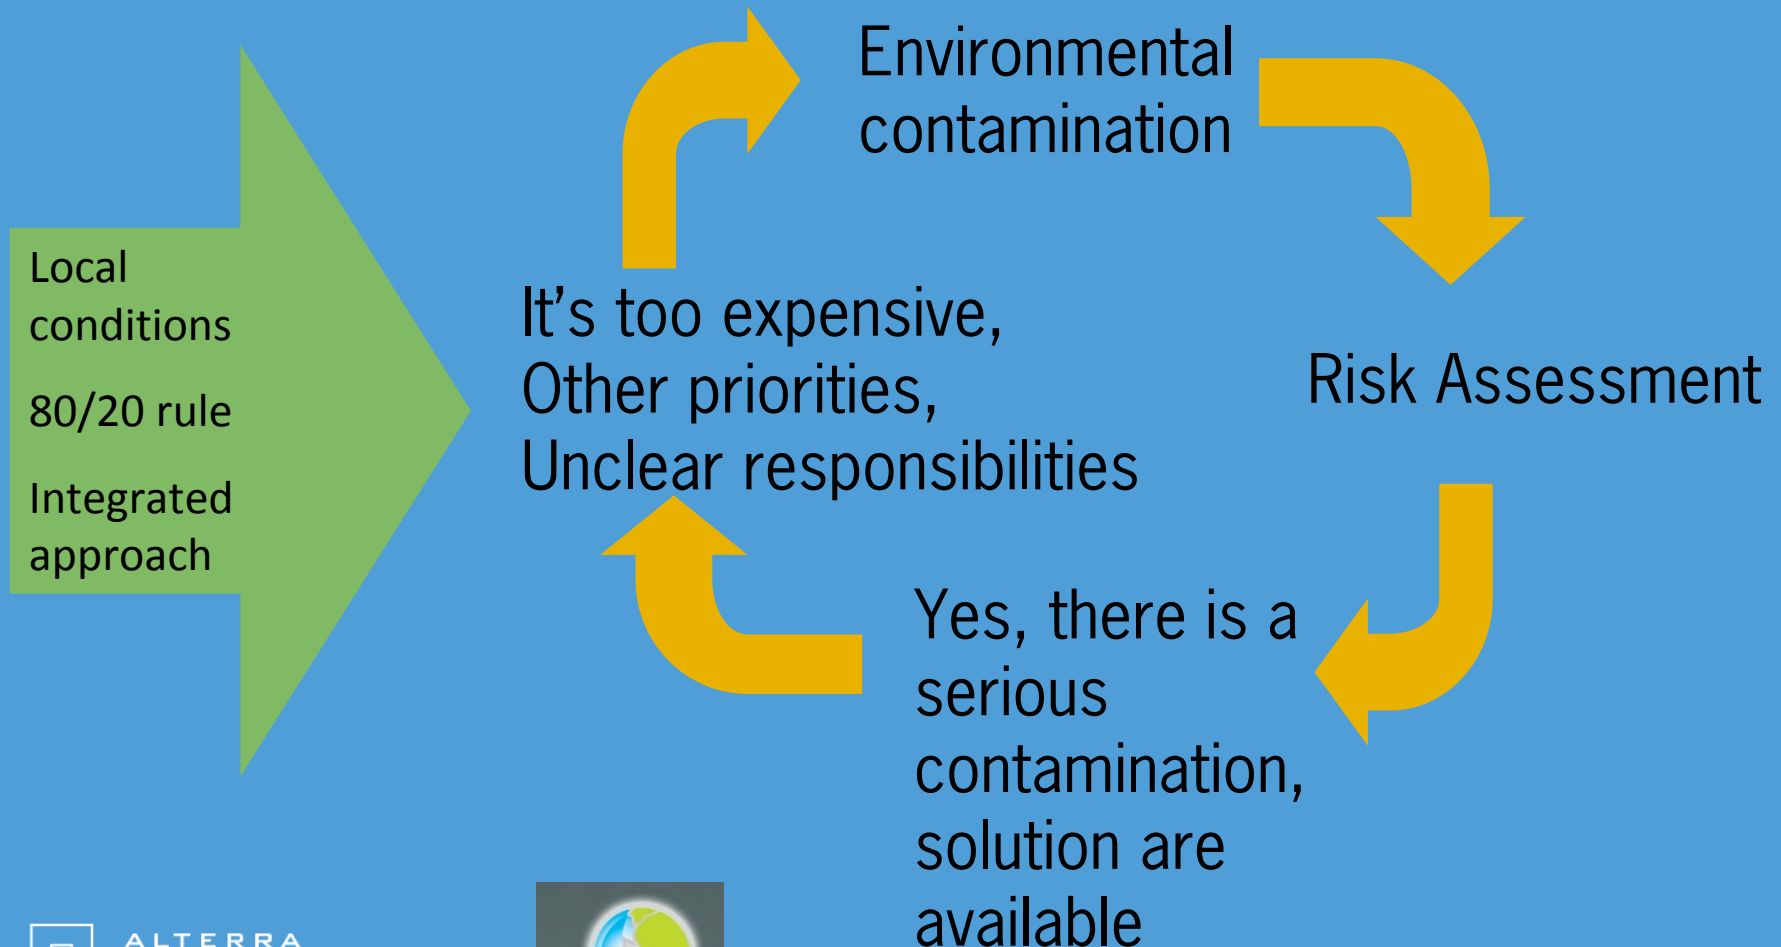 Environmental
contamination
Local
conditions
80/20 rule
Integrated
approach
It’s too expensive,
Other priorities,
Unclear responsibilities
Risk Assessment
Yes, there is a
serious
contamination,
solution are
available
ALTERRA